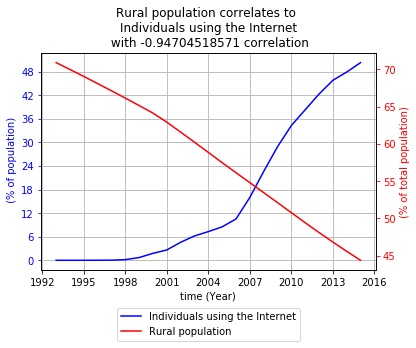 Rural population correlates to
Individuals using the Internet
with -0.94704518571 correlation
48
42
36
30
24
18
12
6
0
(% of population)
70
65
60
55
50
45
(% of total population)
1992 1995 1998 2001 2004 2007 2010 2013 2016
time (Year)
Individuals using the Internet
Rural population